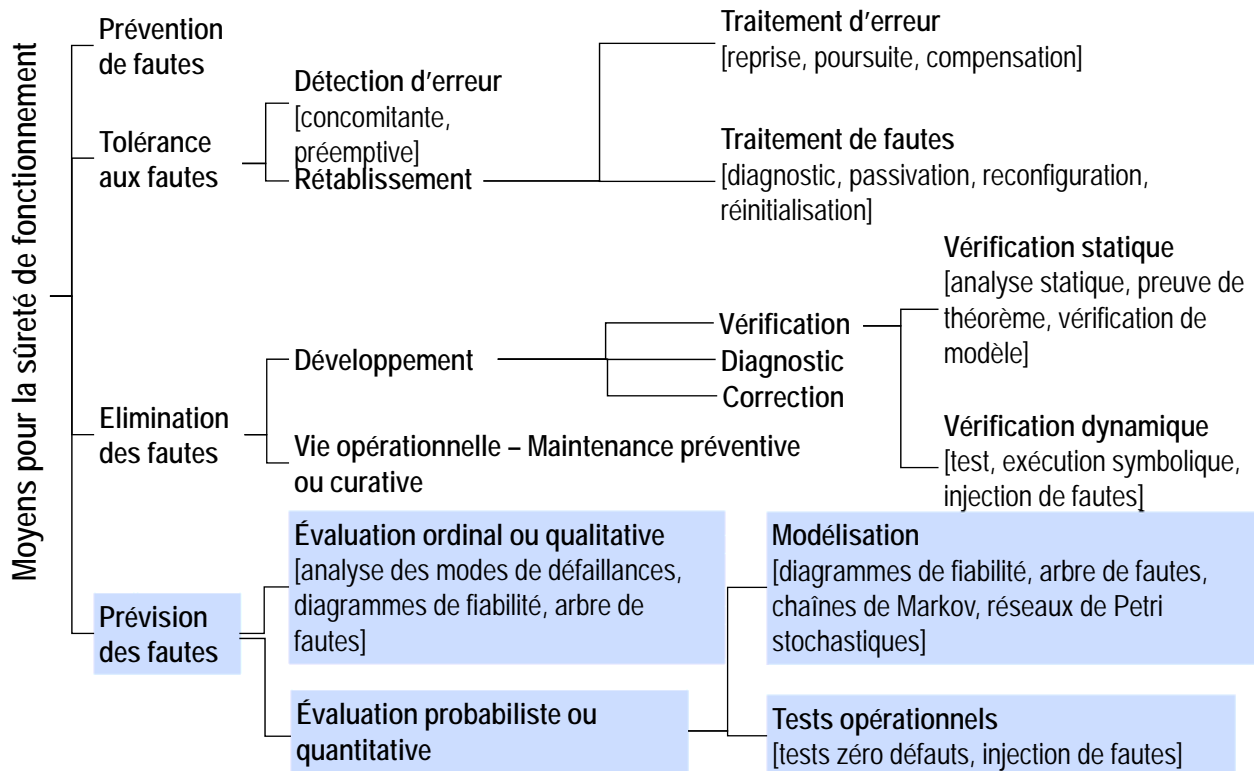 Moyens pour la sûreté de fonctionnement
Prévention
de fautes
Tolérance
aux fautes
Détection d’erreur
[concomitante,
préemptive]
Rétablissement
Traitement d’erreur
[reprise, poursuite, compensation]
Traitement de fautes
[diagnostic, passivation, reconfiguration,
réinitialisation]
Elimination
des fautes
Développement
Vérification
Diagnostic
Correction
Vérification statique
[analyse statique, preuve de
théorème, vérification de
modèle]
Vérification dynamique
[test, exécution symbolique,
injection de fautes]
Vie opérationnelle – Maintenance préventive
ou curative
Prévision
des fautes
Évaluation ordinal ou qualitative
[analyse des modes de défaillances,
diagrammes de fiabilité, arbre de
fautes]
Évaluation probabiliste ou
quantitative
Modélisation
[diagrammes de fiabilité, arbre de fautes,
chaînes de Markov, réseaux de Petri
stochastiques]
Tests opérationnels
[tests zéro défauts, injection de fautes]